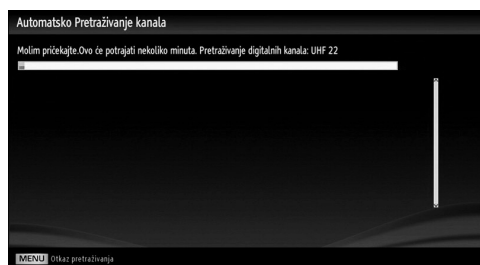 Automatsko Pretraživanje kanala
Molim pričekajte.Ovo će potrajati nekoliko minuta. Pretraživanje digitalnih kanala: UHF 22
MENU Otkaz pretraživanja